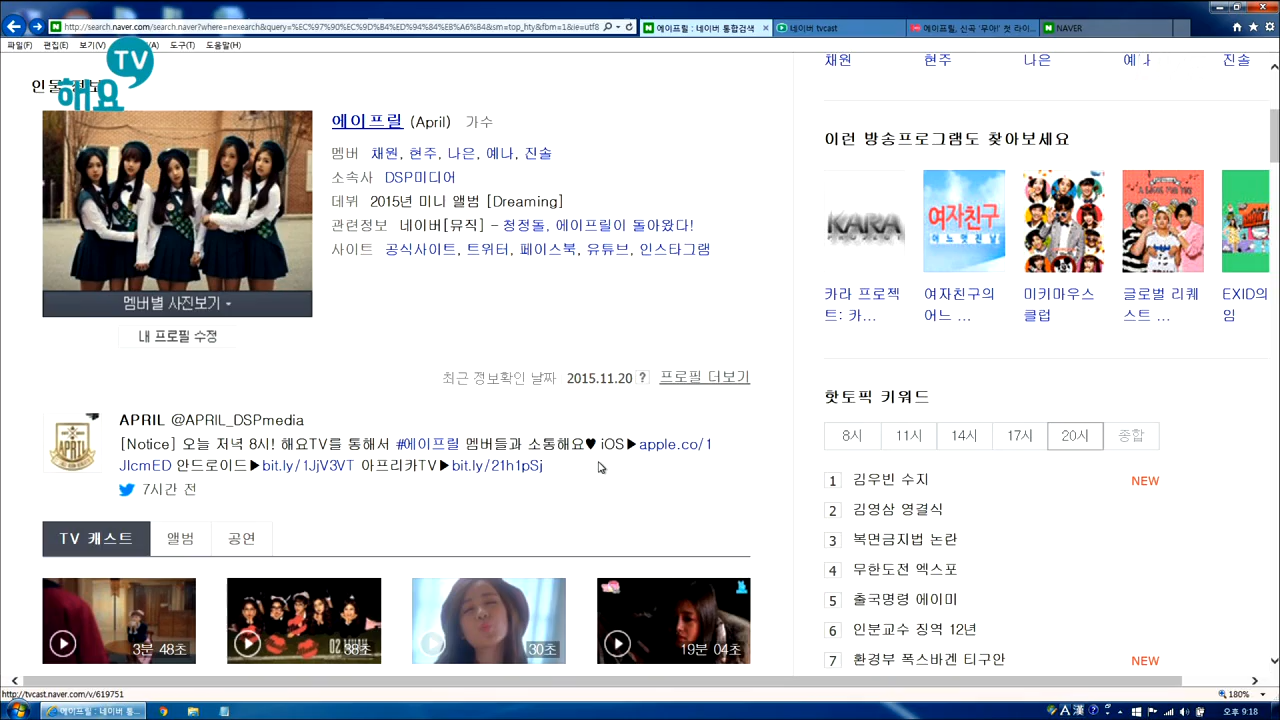 http://search.naver.com/search.naver?where=nexearch&query=%EC%97%90%EC%9D%B4%ED%94%84%EB%A6%B4&sm=top_hty&fbm=1&ie=utf8
에이프릴 : 네이버 통합검색
네이버 tvcast
에이프릴, 신곡 '무아!' 첫 라이...
NAVER
파일(F) 편집(E) 보기(V) (A) 도구(T) 도움말(H)
TV
해요
인물 정보
에이프릴 (April) 가수
멤버 채원, 현주, 나은, 예나, 진솔
소속사 DSP미디어
데뷔 2015년 미니 앨범 [Dreaming]
관련정보 네이버[뮤직] - 청정돌, 에이프릴이 돌아왔다!
사이트 공식사이트, 트위터, 페이스북, 유튜브, 인스타그램
멤버별 사진보기
내 프로필 수정
최근 정보확인 날짜 2015.11.20 ? 프로필 더보기
APRIL
APRIL @APRIL_DSPmedia
[Notice] 오늘 저녁 8시! 해요TV를 통해서 #에이프릴 멤버들과 소통해요♥ iOS▶apple.co/1
JIcmED 안드로이드▶bit.ly/1JjV3VT 아프리카TV▶bit.ly/21h1pSj
7시간 전
TV 캐스트 앨범 공연
3분 48초
38초
30초
19분 04초
채원 현주 나은 진솔
이런 방송프로그램도 찾아보세요
KARA
여자친구
카라 프로젝
트: 카...
여자친구의
어느 ...
미키마우스
클럽
글로벌 리퀘
스트 ...
EXID의
임
핫토픽 키워드
8시 11시 14시 17시 20시 종합
1 김우빈 수지 NEW
2 김영삼 영결식
3 복면금지법 논란
4 무한도전 엑스포
5 출국명령 에이미
6 인분교수 징역 12년
7 환경부 폭스바겐 티구안 NEW
http://tvcast.naver.com/v/619751
180%
에이프릴 : 네이버 통...
A 漢
오후 9:18